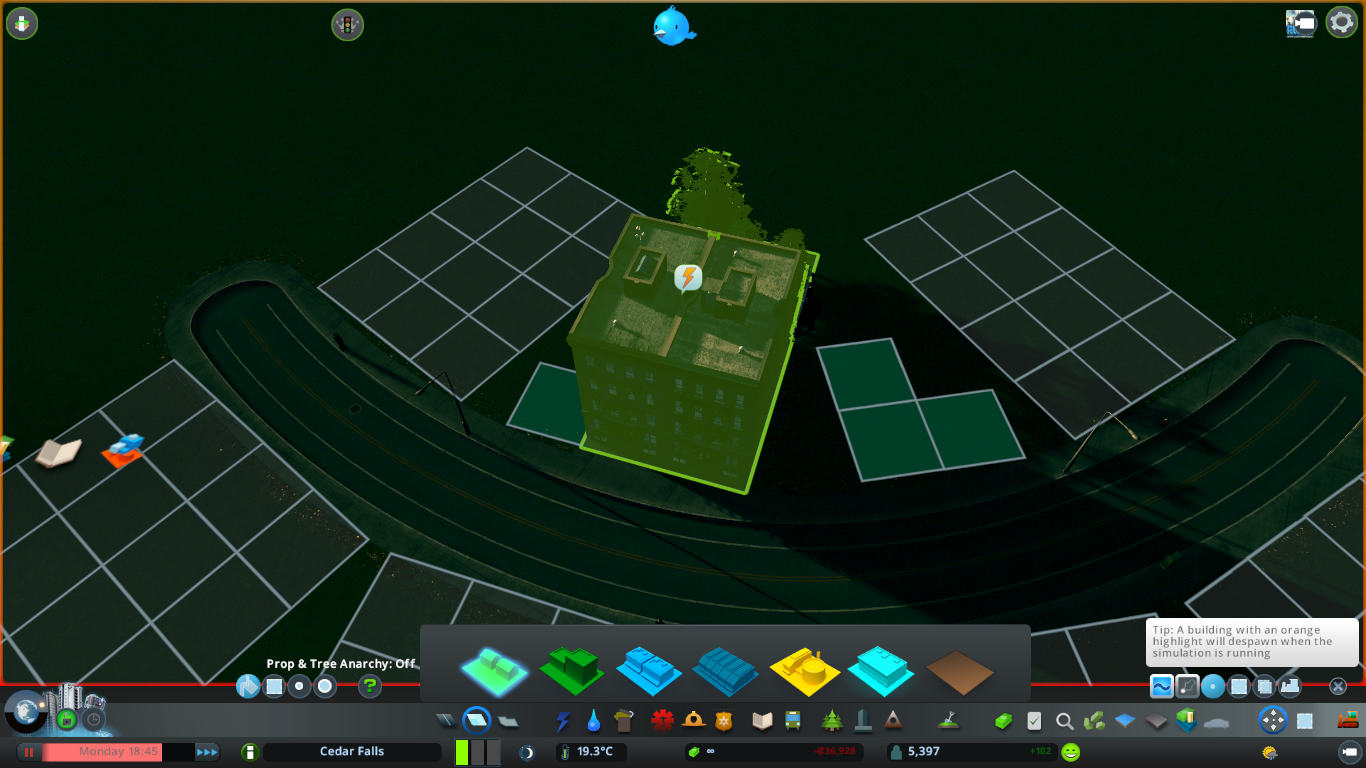 Tip: A building with an orange
highlight will despawn when the
simulation is running
Prop & Tree Anarchy: Off
?
Monday 18:45
Cedar Falls
19.3°C
∞
-₡36,928
5,397
+102